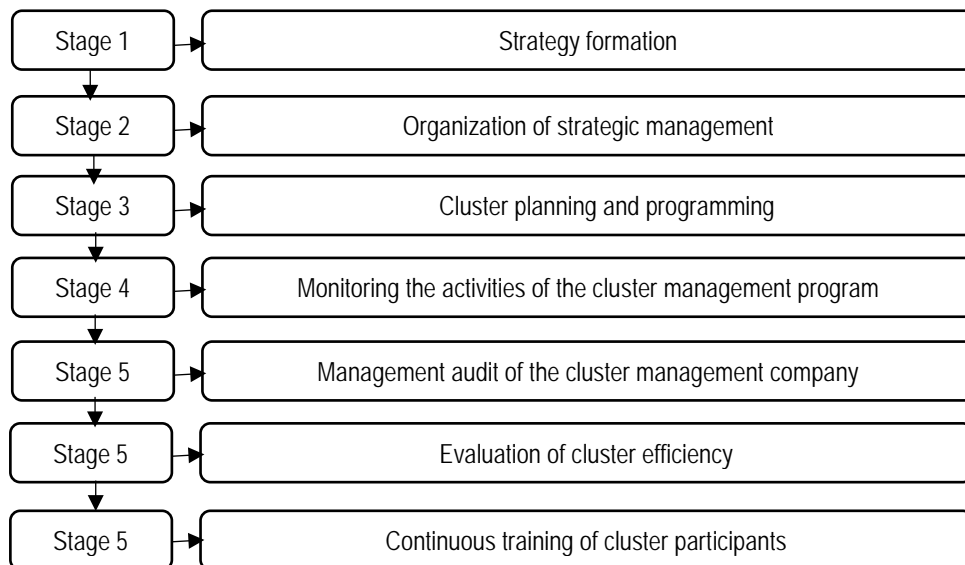 Stage 1
Strategy formation
Stage 2
Organization of strategic management
Stage 3
Cluster planning and programming
Stage 4
Monitoring the activities of the cluster management program
Stage 5
Management audit of the cluster management company
Stage 5
Evaluation of cluster efficiency
Stage 5
Continuous training of cluster participants